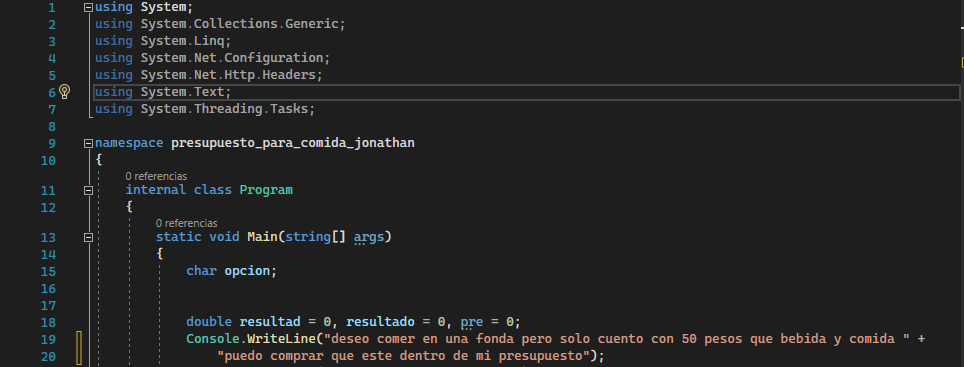 1 using System;
2 using System.Collections.Generic;
3 using System.Linq;
4 using System.Net.Configuration;
5 using System.Net.Http.Headers;
6 using System.Text;
7 using System.Threading.Tasks;
8
9 namespace presupuesto_para_comida_jonathan
10 {
0 referencias
11 internal class Program
12 {
0 referencias
13 static void Main(string[] args)
14 {
15 char opcion;
16
17
18 double resultad = 0, resultado = 0, pre = 0;
19 Console.WriteLine("deseo comer en una fonda pero solo cuento con 50 pesos que bebida y comida " +
20 "puedo comprar que este dentro de mi presupuesto");